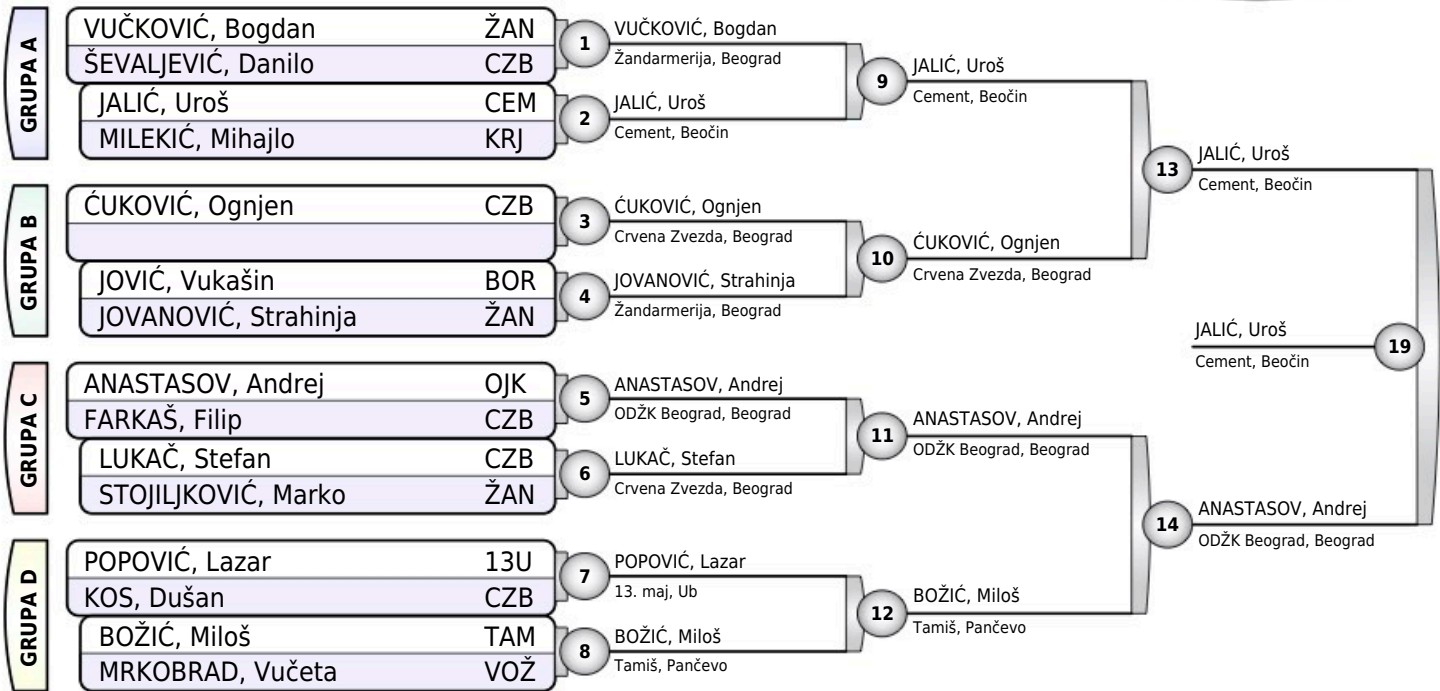 GRUPA A
VUČKOVIĆ, Bogdan ŽAN
ŠEVALJEVIĆ, Danilo CZB
JALIĆ, Uroš CEM
MILEKIĆ, Mihajlo KRJ
GRUPA B
ĆUKOVIĆ, Ognjen CZB
JOVIĆ, Vukašin BOR
JOVANOVIĆ, Strahinja ŽAN
GRUPA C
ANASTASOV, Andrej OJK
FARKAŠ, Filip CZB
LUKAČ, Stefan CZB
STOJILJKOVIĆ, Marko ŽAN
GRUPA D
POPOVIĆ, Lazar 13U
KOS, Dušan CZB
BOŽIĆ, Miloš TAM
MRKOBRAD, Vučeta VOŽ
1
VUČKOVIĆ, Bogdan
Žandarmerija, Beograd
2
JALIĆ, Uroš
Cement, Beočin
3
ĆUKOVIĆ, Ognjen
Crvena Zvezda, Beograd
4
JOVANOVIĆ, Strahinja
Žandarmerija, Beograd
5
ANASTASOV, Andrej
ODŽK Beograd, Beograd
6
LUKAČ, Stefan
Crvena Zvezda, Beograd
7
POPOVIĆ, Lazar
13. maj, Ub
8
BOŽIĆ, Miloš
Tamiš, Pančevo
9
JALIĆ, Uroš
Cement, Beočin
10
ĆUKOVIĆ, Ognjen
Crvena Zvezda, Beograd
11
ANASTASOV, Andrej
ODŽK Beograd, Beograd
12
BOŽIĆ, Miloš
Tamiš, Pančevo
13
JALIĆ, Uroš
Cement, Beočin
14
ANASTASOV, Andrej
ODŽK Beograd, Beograd
JALIĆ, Uroš
Cement, Beočin
19